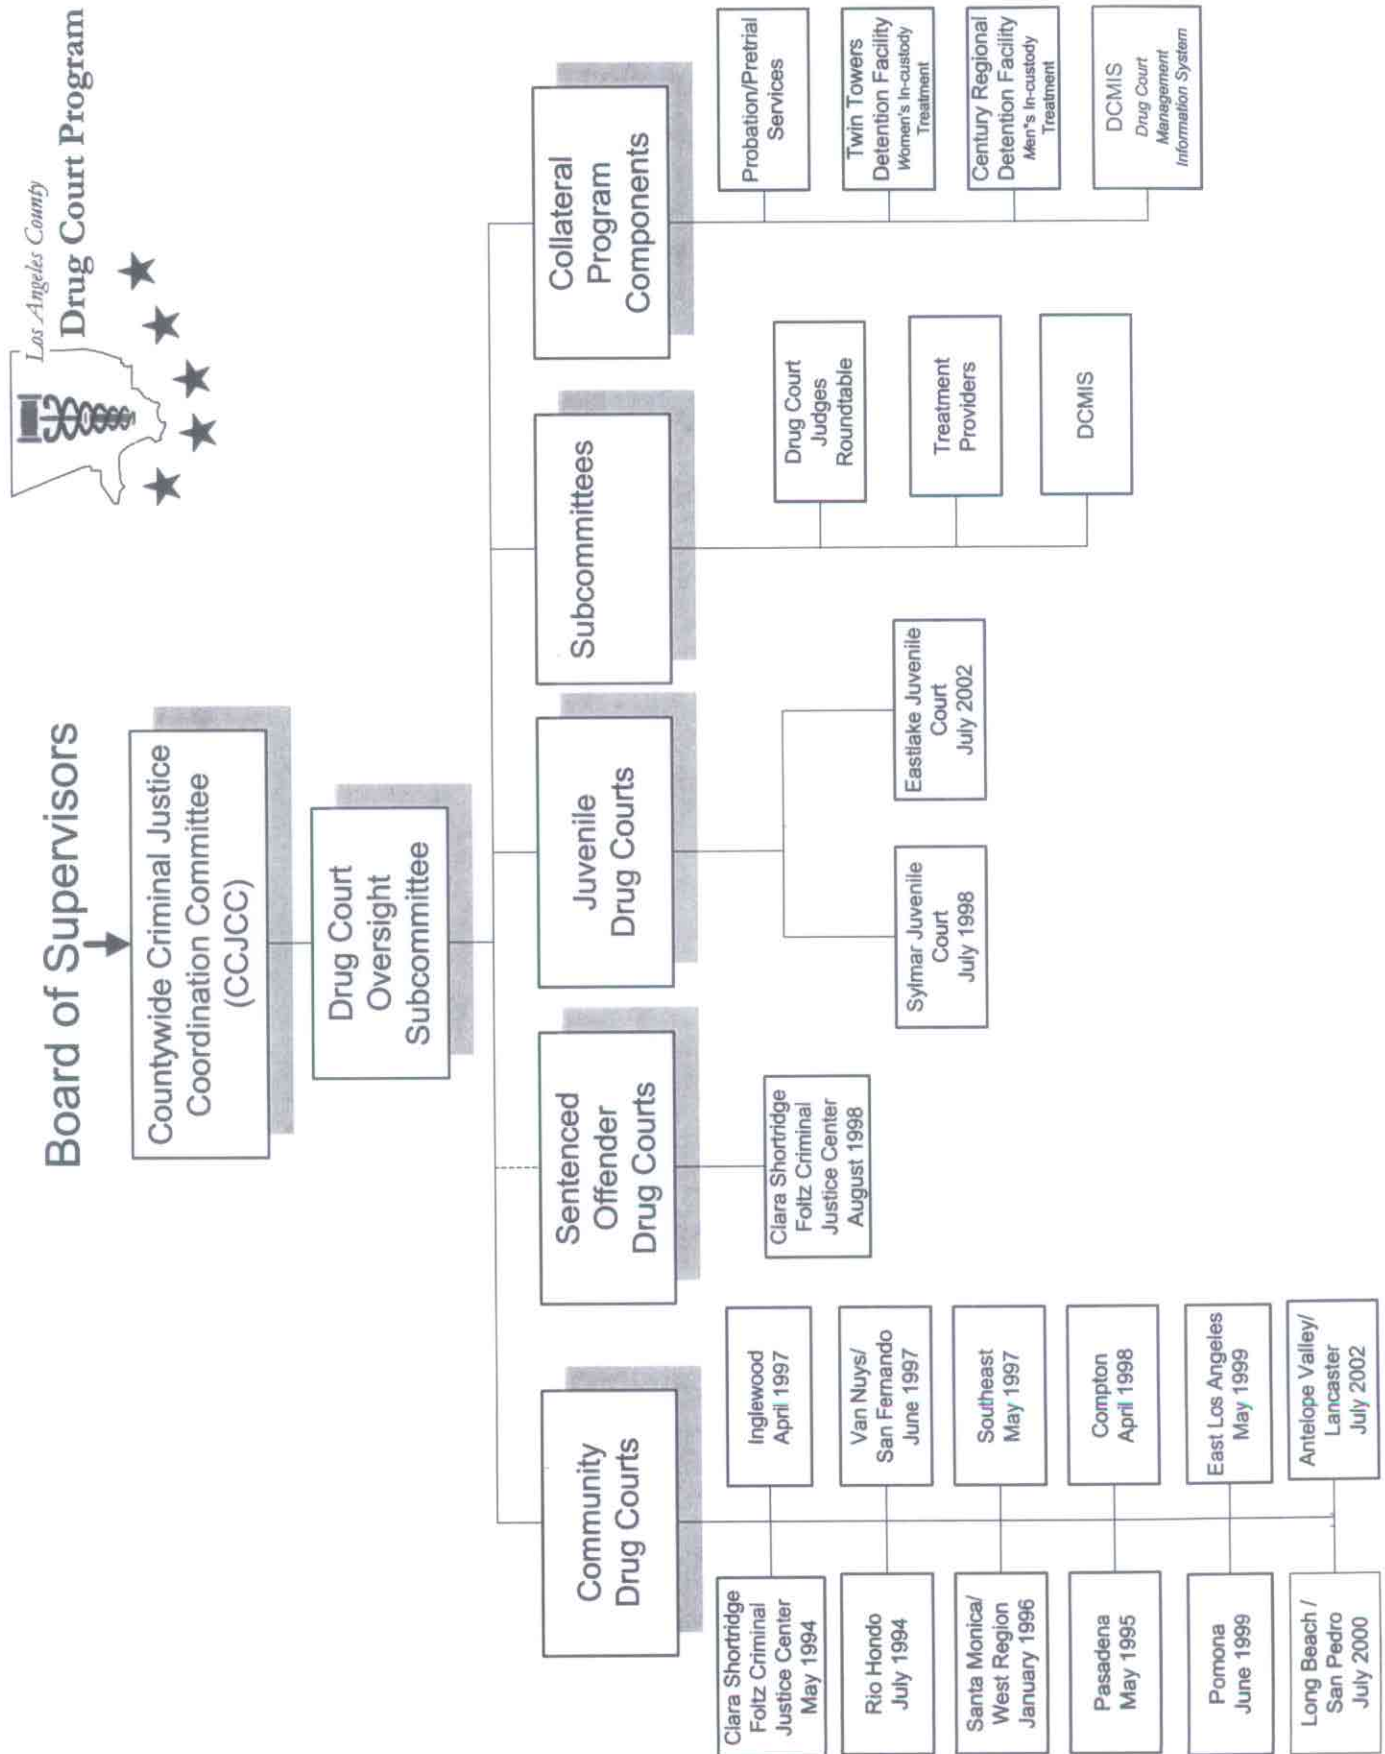 Los Angeles County
Drug Court Program
Board of Supervisors
Countywide Criminal Justice
Coordination Committee
(CCJCC)
Drug Court
Oversight
Subcommittee
Community
Drug Courts
Clara Shortridge
Foltz Criminal
Justice Center
May 1994
Inglewood
April 1997
Rio Hondo
July 1994
Van Nuys/
San Fernando
June 1997
Santa Monica/
West Region
January 1996
Southeast
May 1997
Pasadena
May 1995
Compton
April 1998
Pomona
June 1999
East Los Angeles
May 1999
Long Beach /
San Pedro
July 2000
Antelope Valley/
Lancaster
July 2002
Sentenced
Offender
Drug Courts
Clara Shortridge
Foltz Criminal
Justice Center
August 1998
Juvenile
Drug Courts
Sylmar Juvenile
Court
July 1998
Eastlake Juvenile
Court
July 2002
Subcommittees
Drug Court
Judges
Roundtable
Treatment
Providers
DCMIS
Collateral
Program
Components
Probation/Pretrial
Services
Twin Towers
Detention Facility
Women's In-custody
Treatment
Century Regional
Detention Facility
Men"s In-custody
Treatment
DCMIS
Drug Court
Management
Information System